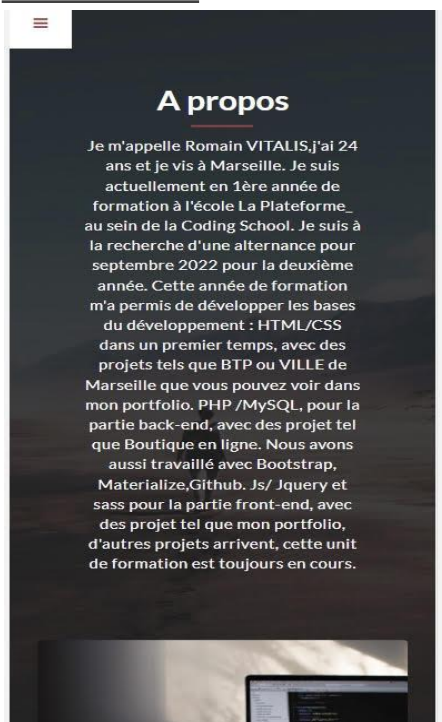 A propos
Je m'appelle Romain VITALIS,j'ai 24
ans et je vis à Marseille. Je suis
actuellement en 1ère année de
formation à l'école La Plateforme_
au sein de la Coding School. Je suis à
la recherche d'une alternance pour
septembre 2022 pour la deuxième
année. Cette année de formation
m'a permis de développer les bases
du développement : HTML/CSS
dans un premier temps, avec des
projets tels que BTP ou VILLE de
Marseille que vous pouvez voir dans
mon portfolio. PHP /MySQL, pour la
partie back-end, avec des projet tel
que Boutique en ligne. Nous avons
aussi travaillé avec Bootstrap,
Materialize,Github. Js/ Jquery et
sass pour la partie front-end, avec
des projet tel que mon portfolio,
d'autres projets arrivent, cette unit
de formation est toujours en cours.